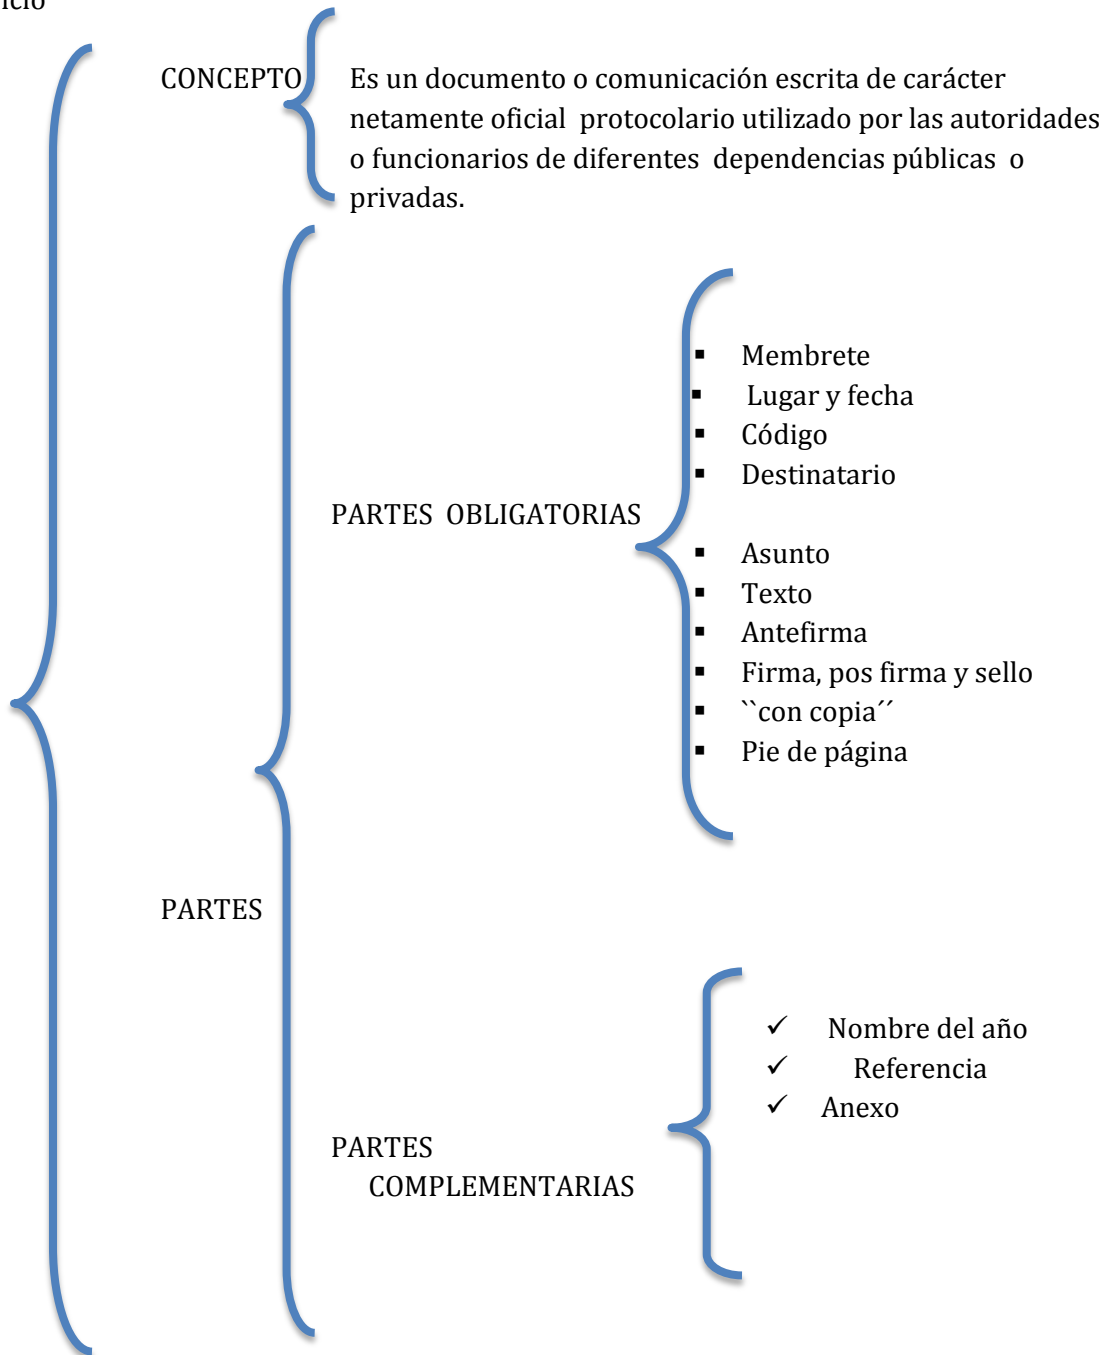 icio
CONCEPTO
Es un documento o comunicación escrita de carácter
netamente oficial  protocolario utilizado por las autoridades
o funcionarios de diferentes  dependencias públicas  o
privadas.
PARTES
PARTES  OBLIGATORIAS
▪ Membrete
▪ Lugar y fecha
▪ Código
▪ Destinatario
▪ Asunto
▪ Texto
▪ Antefirma
▪ Firma, pos firma y sello
▪ ``con copia´´
▪ Pie de página
PARTES
COMPLEMENTARIAS
✓ Nombre del año
✓ Referencia
✓ Anexo